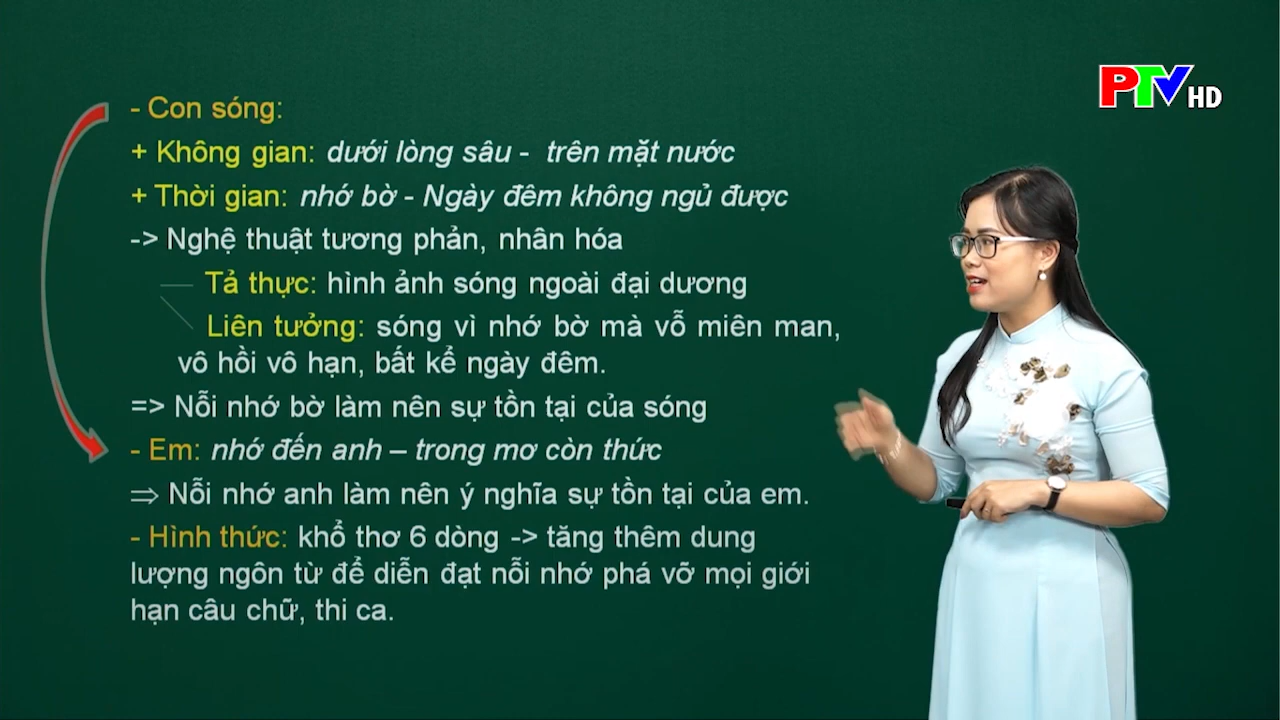 PTV HD
- Con sóng:
+ Không gian: dưới lòng sâu - trên mặt nước
+ Thời gian: nhớ bờ - Ngày đêm không ngủ được
-> Nghệ thuật tương phản, nhân hóa
Tả thực: hình ảnh sóng ngoài đại dương
Liên tưởng: sóng vì nhớ bờ mà vỗ miên man,
vô hồi vô hạn, bất kể ngày đêm.
=> Nỗi nhớ bờ làm nên sự tồn tại của sóng
- Em: nhớ đến anh – trong mơ còn thức
⇒ Nỗi nhớ anh làm nên ý nghĩa sự tồn tại của em.
- Hình thức: khổ thơ 6 dòng -> tăng thêm dung
lượng ngôn từ để diễn đạt nỗi nhớ phá vỡ mọi giới
hạn câu chữ, thi ca.